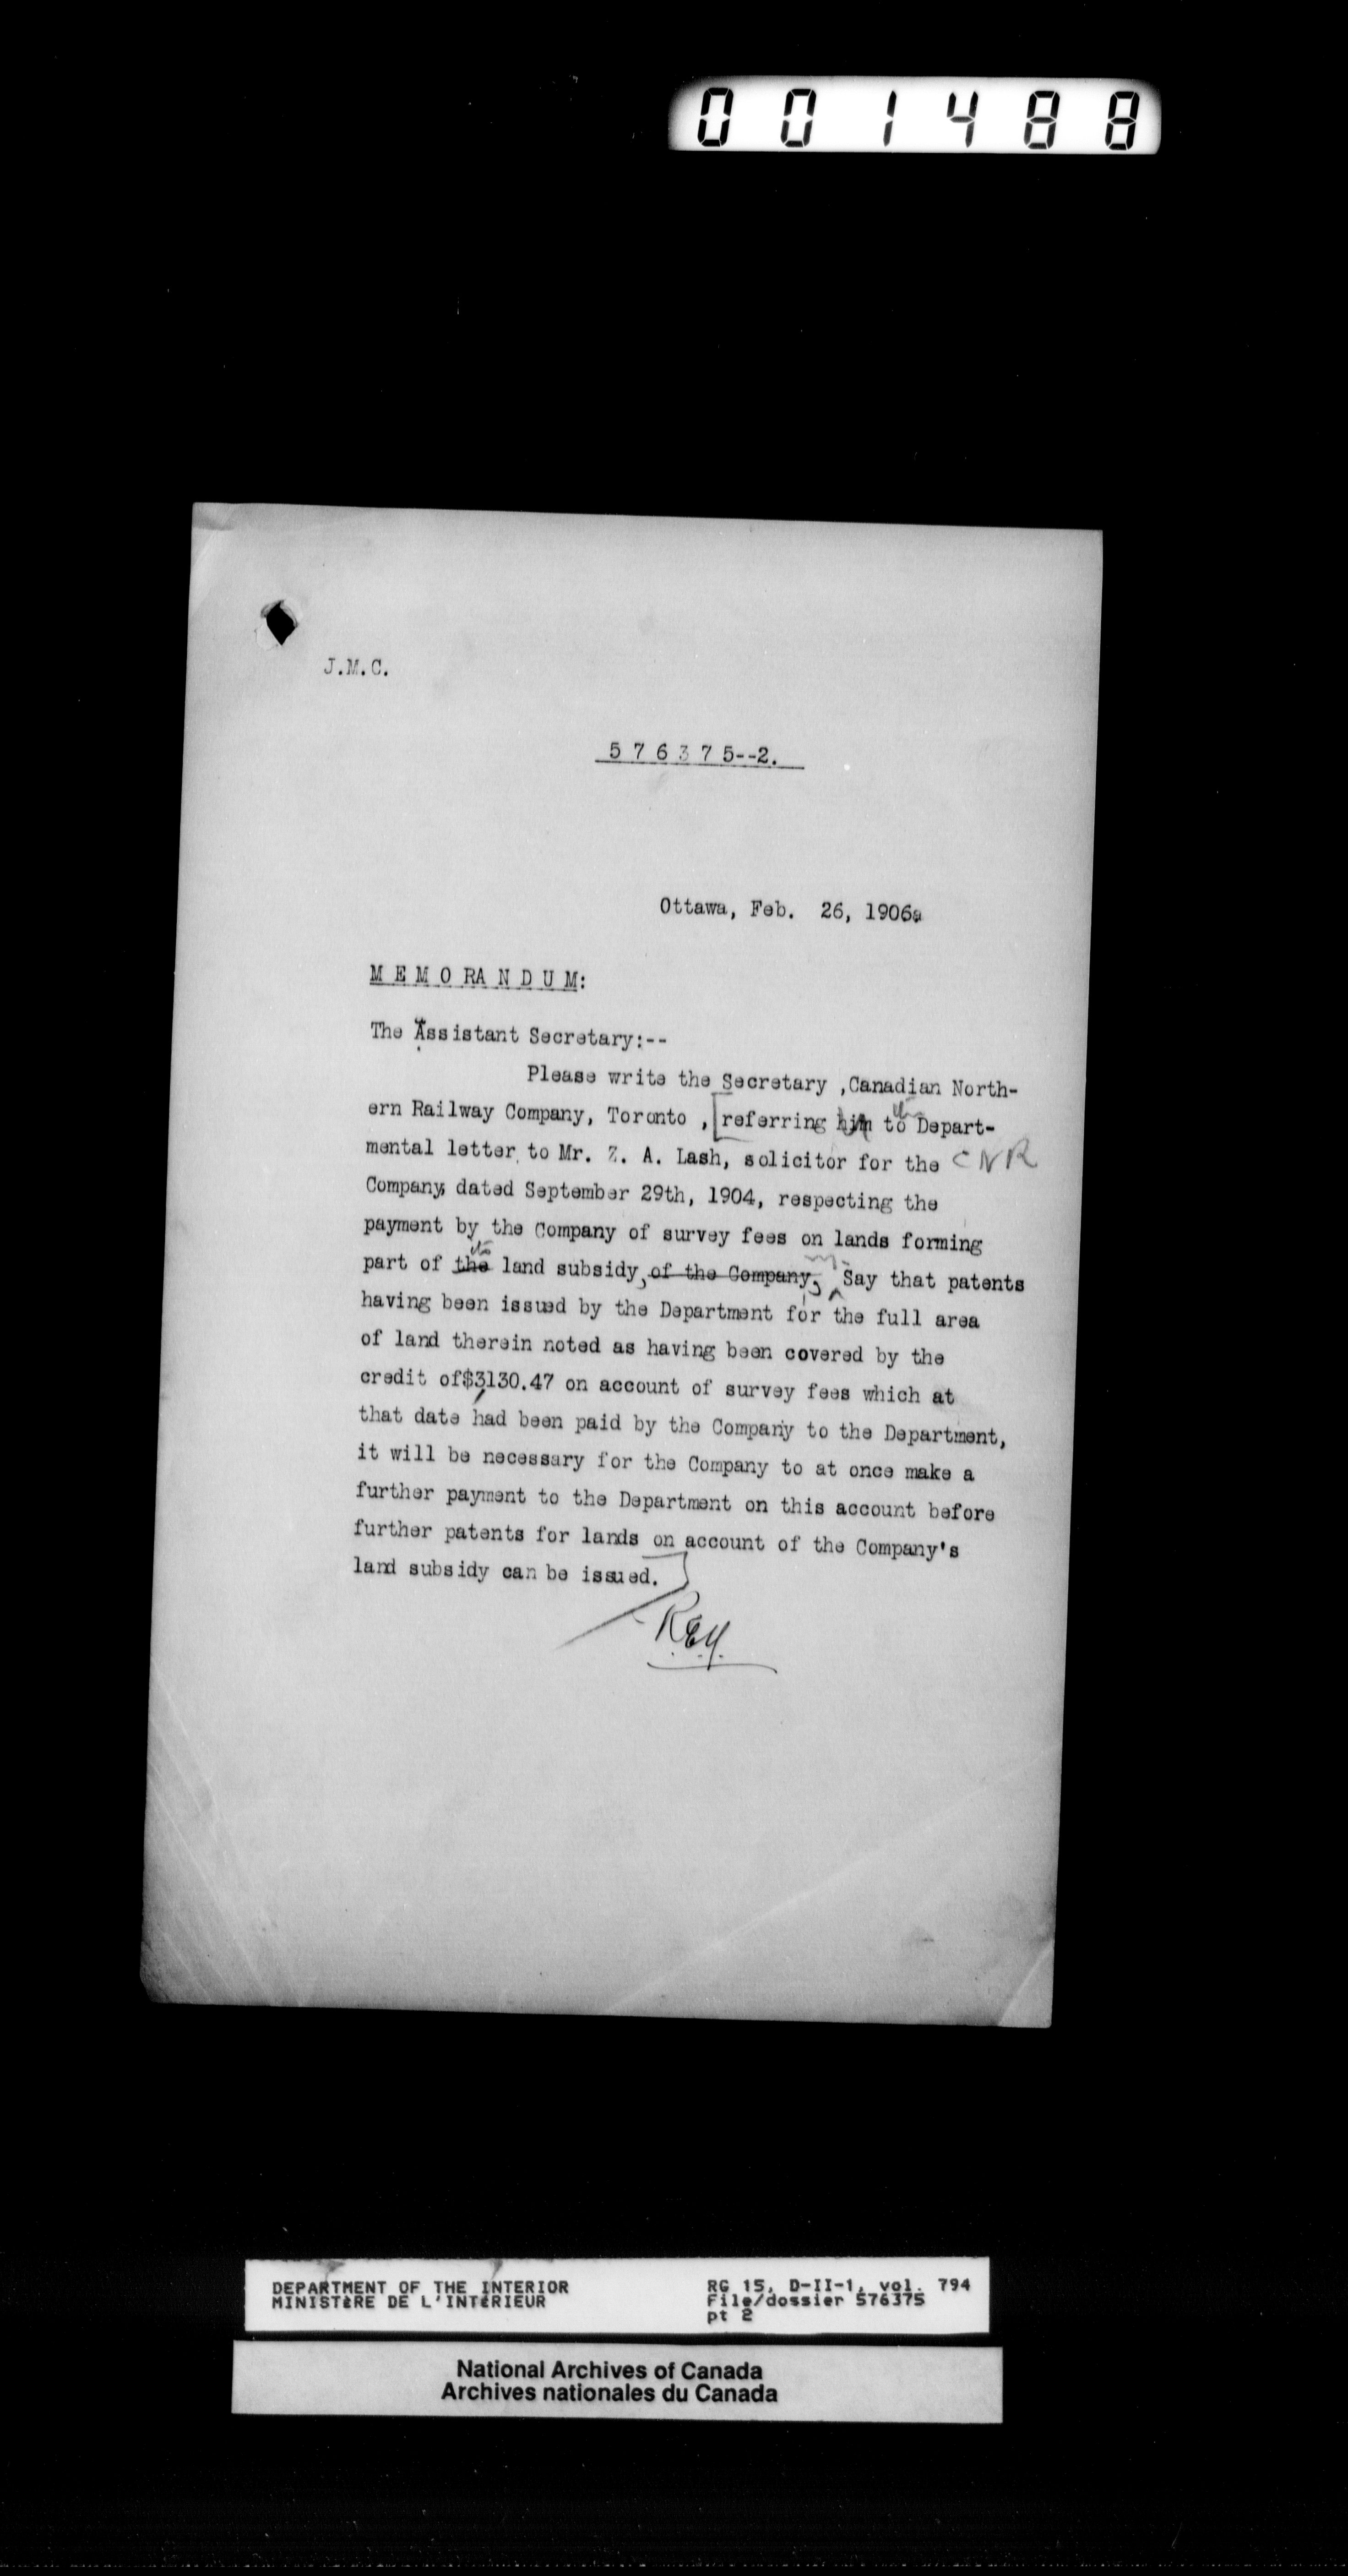 001488
J.M.C.
576375--2.
Ottawa, Feb. 26, 1906.
MEMORANDUM:
The Assistant Secretary:--
Please write the Secretary ,Canadian North-
ern Railway Company, Toronto , [referring him to the Depart-
mental letter to Mr. Z. A. Lash, solicitor for the CNR
Company, dated September 29th, 1904, respecting the
payment by the Company of survey fees on lands forming
part of the its land subsidy, of the Company. Say that patents
having been issued by the Department for the full area
of land therein noted as having been covered by the
credit of$3130.47 on account of survey fees which at
that date had been paid by the Company to the Department,
it will be necessary for the Company to at once make a
further payment to the Department on this account before
further patents for lands on account of the Company's
land subsidy can be issued.]
DEPARTMENT OF THE INTERIOR
MINISTÈRE DE L'INTÉRIEUR
RG 15, D-II-1, vol. 794
File/dossier 576375
pt 2
National Archives of Canada
Archives nationales du Canada